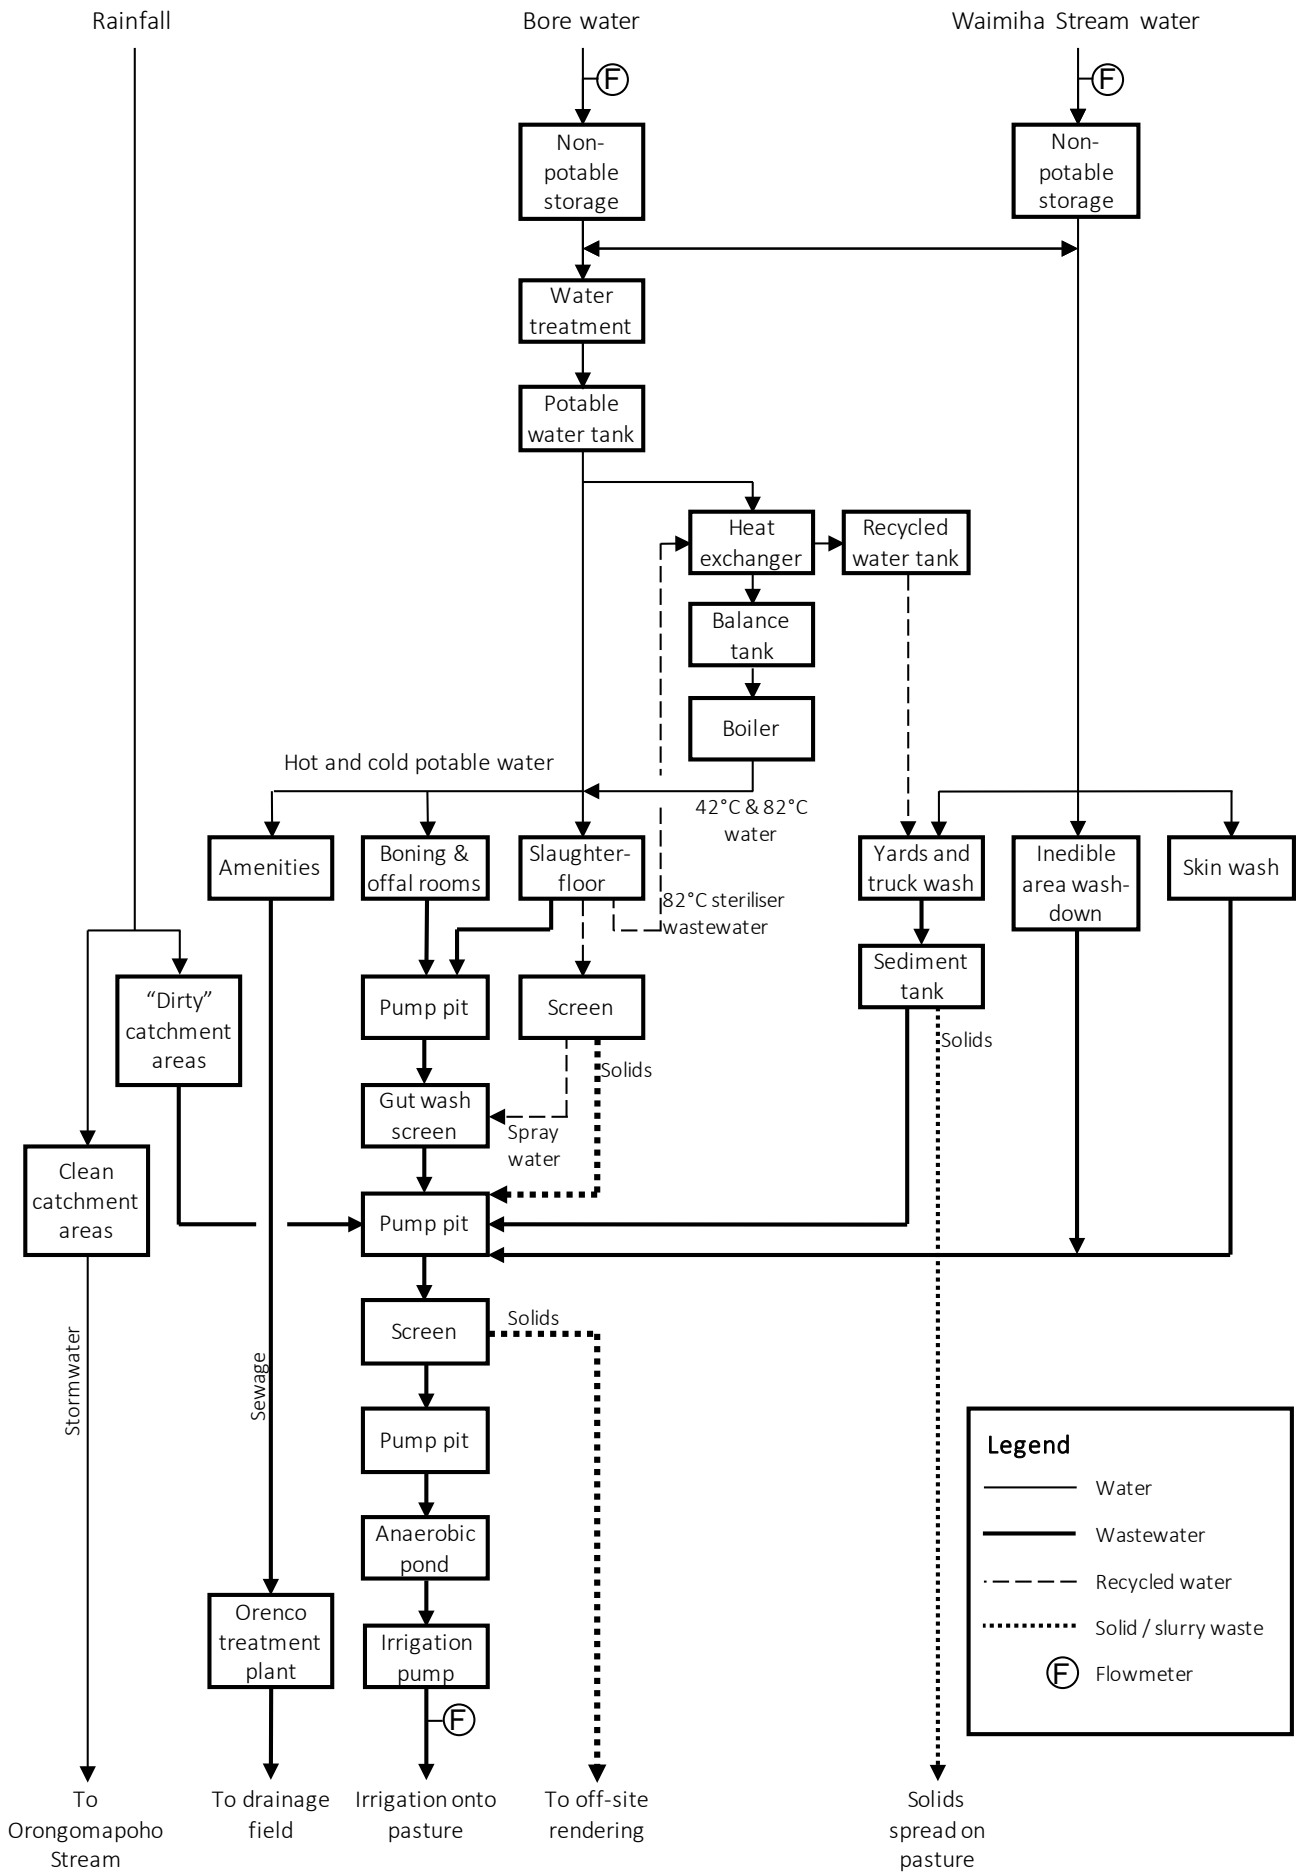 Rainfall
Bore water
Waimiha Stream water
F
F
Non-
potable
storage
Non-
potable
storage
Water
treatment
Potable
water tank
Heat
exchanger
Recycled
water tank
Balance
tank
Boiler
Hot and cold potable water
42°C & 82°C
water
Amenities
Boning &
offal rooms
Slaughter-
floor
Yards and
truck wash
Inedible
area wash-
down
Skin wash
82°C steriliser
wastewater
"Dirty"
catchment
areas
Pump pit
Screen
Sediment
tank
Solids
Solids
Gut wash
screen
Spray
water
Clean
catchment
areas
Pump pit
Screen
Solids
Stormwater
Sewage
Pump pit
Anaerobic
pond
Orenco
treatment
plant
Irrigation
pump
F
Legend
Water
Wastewater
Recycled water
Solid / slurry waste
F Flowmeter
To
Orongomapoho
Stream
To drainage
field
Irrigation onto
pasture
To off-site
rendering
Solids
spread on
pasture